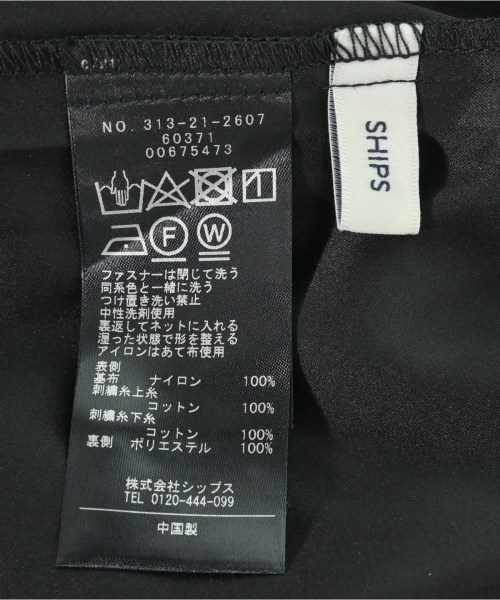 NO. 313-21-2607
60371
00675473
F
W
ファスナーは閉じて洗う
同系色と一緒に洗う
つけ置き洗い禁止
中性洗剤使用
裏返してネットに入れる
湿った状態で形を整える
アイロンはあて布使用
表側
基布 ナイロン 100%
刺繍糸上糸
コットン 100%
刺繍糸下糸
コットン 100%
裏側 ポリエステル 100%
株式会社シップス
TEL 0120-444-099
中国製
SHIPS